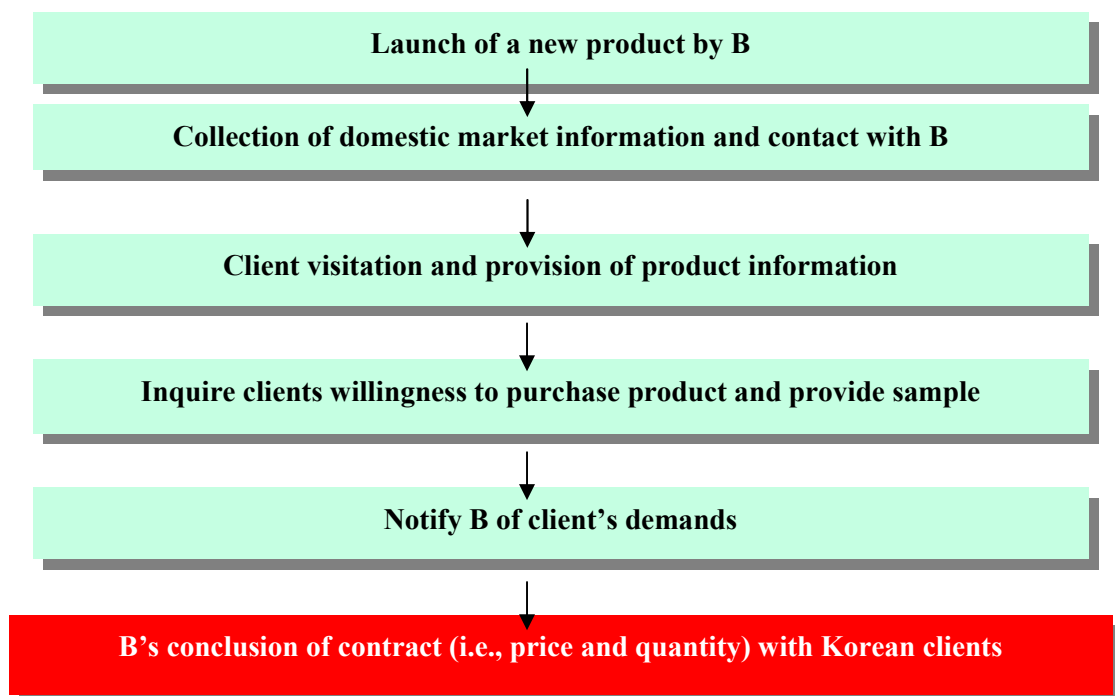 Launch of a new product by B
Collection of domestic market information and contact with B
Client visitation and provision of product information
Inquire clients willingness to purchase product and provide sample
Notify B of client’s demands
B’s conclusion of contract (i.e., price and quantity) with Korean clients